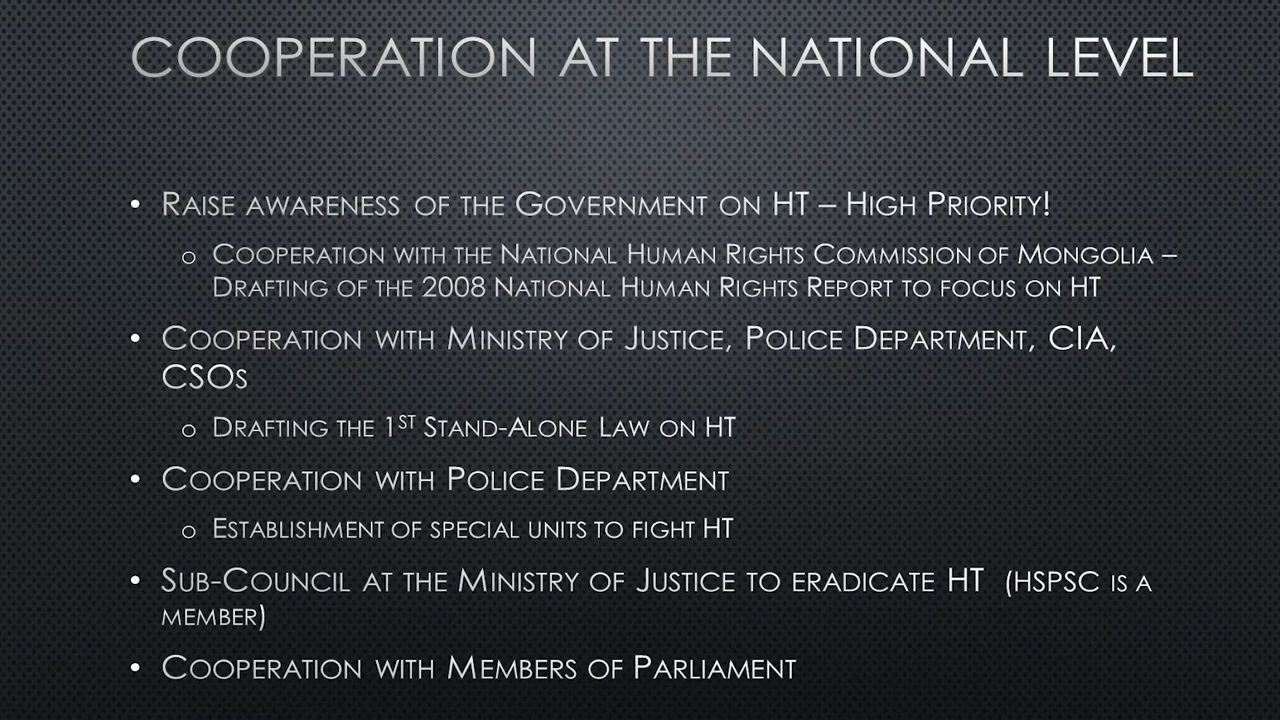 COOPERATION AT THE NATIONAL LEVEL
• RAISE AWARENESS OF THE GOVERNMENT ON HT – HIGH PRIORITY!
o COOPERATION WITH THE NATIONAL HUMAN RIGHTS COMMISSION OF MONGOLIA –
DRAFTING OF THE 2008 NATIONAL HUMAN RIGHTS REPORT TO FOCUS ON HT
• COOPERATION WITH MINISTRY OF JUSTICE, POLICE DEPARTMENT, CIA,
CSOS
o DRAFTING THE 1ST STAND-ALONE LAW ON HT
• COOPERATION WITH POLICE DEPARTMENT
o ESTABLISHMENT OF SPECIAL UNITS TO FIGHT HT
• SUB-COUNCIL AT THE MINISTRY OF JUSTICE TO ERADICATE HT (HSPSC IS A
MEMBER)
• COOPERATION WITH MEMBERS OF PARLIAMENT